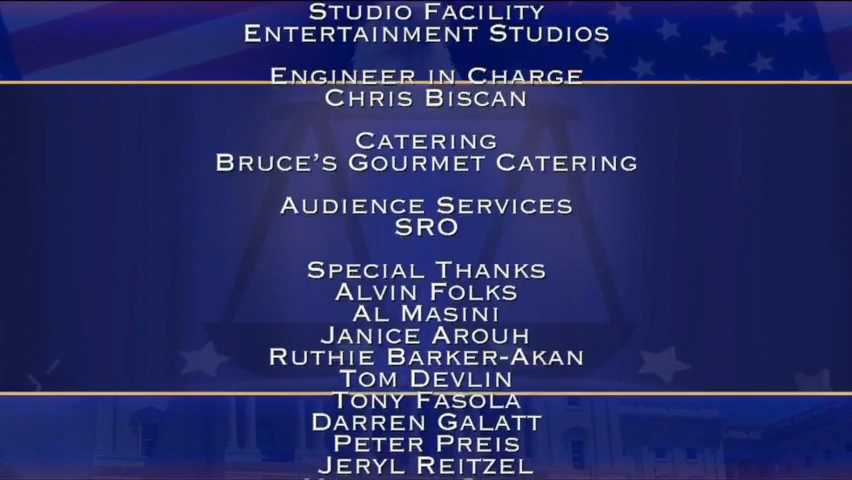 Studio Facility
Entertainment Studios
Engineer in Charge
Chris Biscan
Catering
Bruce's Gourmet Catering
Audience Services
SRO
Special Thanks
Alvin Folks
Al Masini
Janice Arouh
Ruthie Barker-Akan
Tom Devlin
Tony Fasola
Darren Galatt
Peter Preis
Jeryl Reitzel